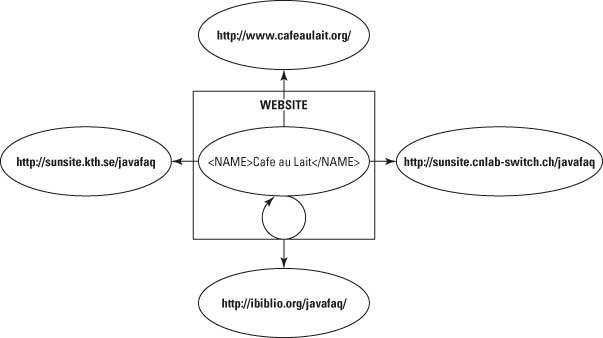 http://www.cafeaulait.org/
WEBSITE
http://sunsite.kth.se/javafaq
<NAME>Cafe au Lait</NAME>
http://sunsite.cnlab-switch.ch/javafaq
http://ibiblio.org/javafaq/